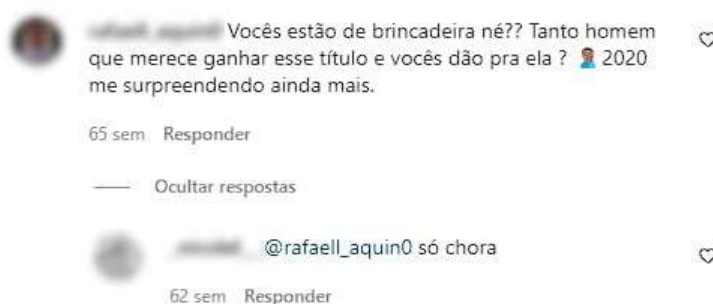 Vocês estão de brincadeira né?? Tanto homem
que merece ganhar esse título e vocês dão pra ela ? 🤦🏽‍♂️ 2020
me surpreendendo ainda mais.
65 sem Responder
Ocultar respostas
@rafaell_aquin0 só chora
62 sem Responder